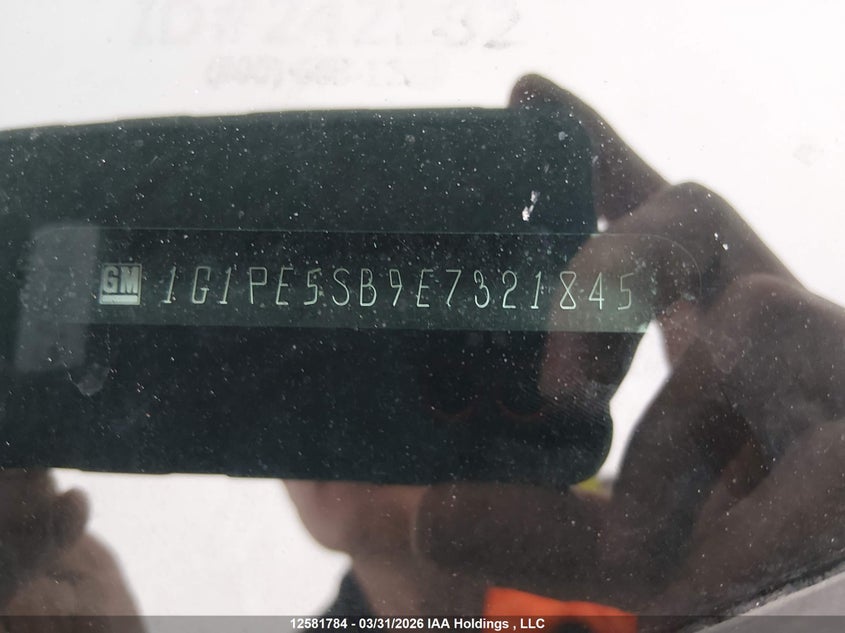 GM 1G1PE5SB9E7321845
12581784 - 03/31/2026 IAA Holdings , LLC